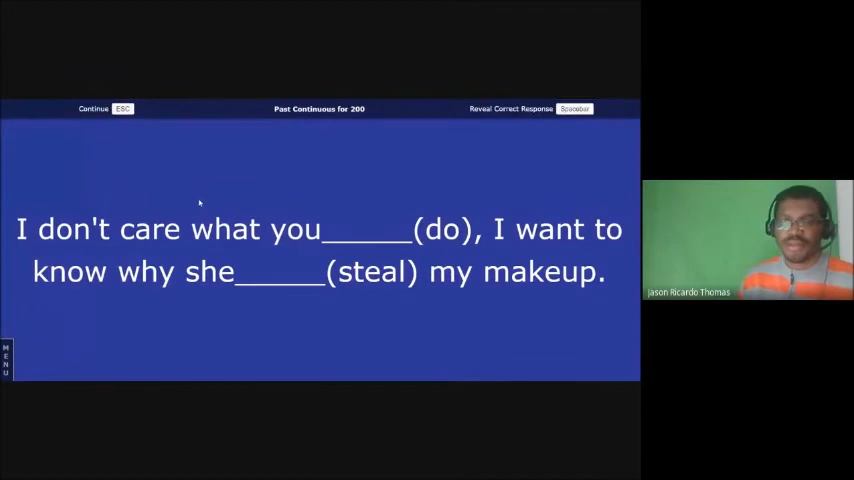 Continue ESC Past Continuous for 200 Reveal Correct Response Spacebar
I don't care what you______(do), I want to
know why she______(steal) my makeup.
Jason Ricardo Thomas
MENU